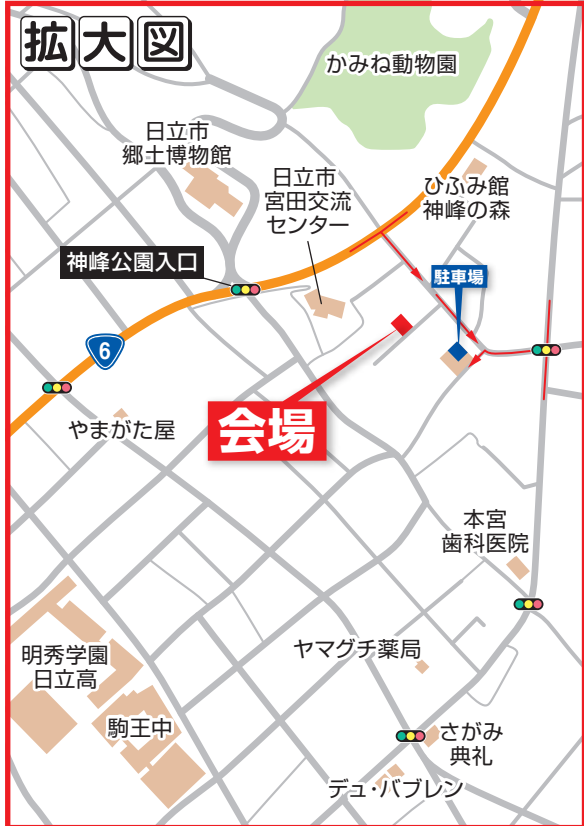 拡大図
かみね動物園
日立市
郷土博物館
日立市
宮田交流
センター
ひふみ館
神峰の森
神峰公園入口
駐車場
6
会場
やまがた屋
本宮
歯科医院
明秀学園
日立高
ヤマグチ薬局
駒王中
さがみ
典礼
デュ・バブレン